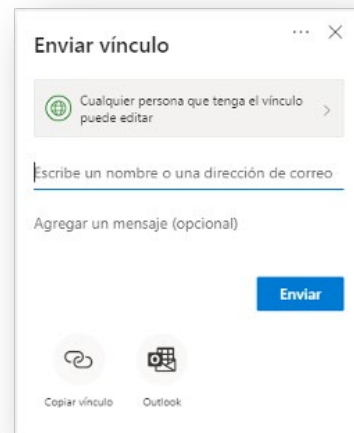 Enviar vínculo
Cualquier persona que tenga el vínculo
puede editar
Escribe un nombre o una dirección de correo
Agregar un mensaje (opcional)
Enviar
Copiar vínculo
Outlook